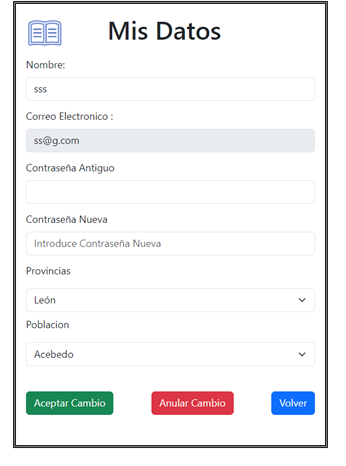 Mis Datos
Nombre:
sss
Correo Electronico :
ss@g.com
Contraseña Antiguo
Contraseña Nueva
Introduce Contraseña Nueva
Provincias
León
Poblacion
Acebedo
Aceptar Cambio
Anular Cambio
Volver